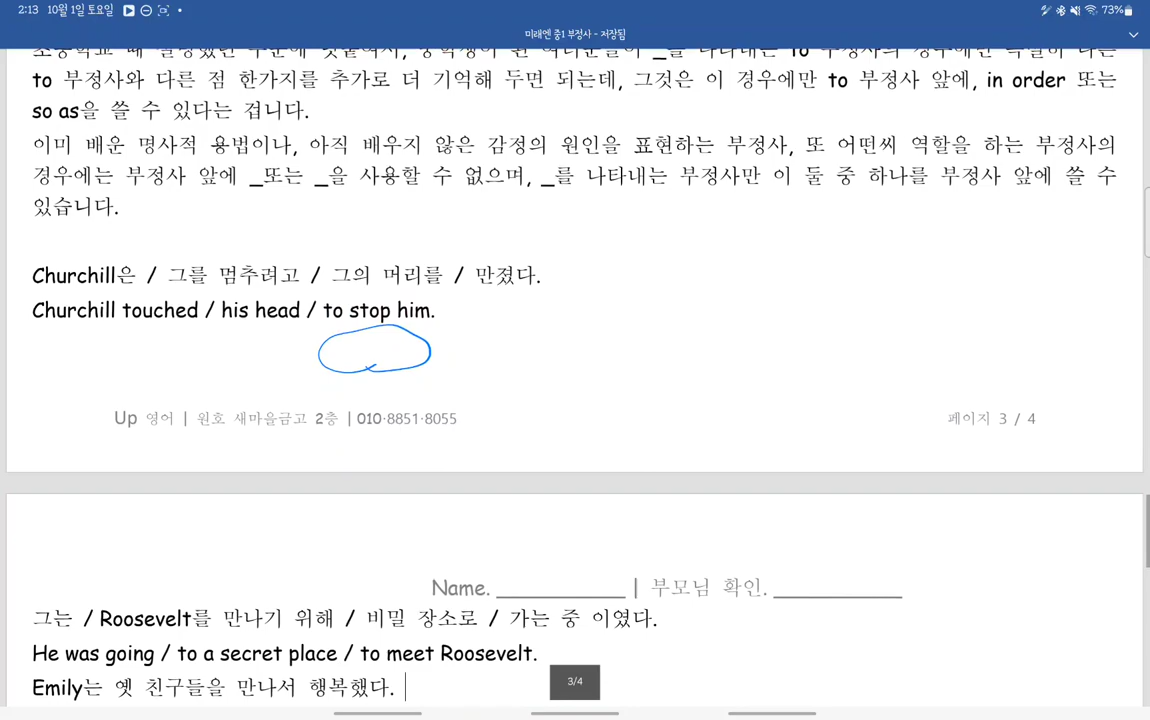 2:13 10월 1일 토요일 73%
미래엔 중1 부정사 - 저장됨
to 부정사와 다른 점 한가지를 추가로 더 기억해 두면 되는데, 그것은 이 경우에만 to 부정사 앞에, in order 또는
so as을 쓸 수 있다는 겁니다.
이미 배운 명사적 용법이나, 아직 배우지 않은 감정의 원인을 표현하는 부정사, 또 어떤씨 역할을 하는 부정사의
경우에는 부정사 앞에 _또는 _을 사용할 수 없으며, _를 나타내는 부정사만 이 둘 중 하나를 부정사 앞에 쓸 수
있습니다.
Churchill은 / 그를 멈추려고 / 그의 머리를 / 만졌다.
Churchill touched / his head / to stop him.
Up 영어 | 원호 새마을금고 2층 | 010·8851·8055
페이지 3 / 4
Name. ____________ | 부모님 확인. ____________
그는 / Roosevelt를 만나기 위해 / 비밀 장소로 / 가는 중 이였다.
He was going / to a secret place / to meet Roosevelt.
Emily는 옛 친구들을 만나서 행복했다.
3/4